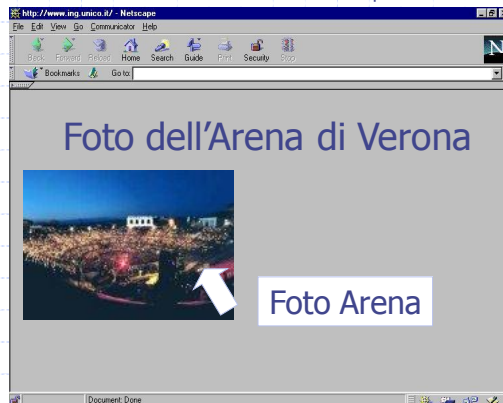 http://www.ing.unico.it/ - Netscape
File Edit View Go Communicator Help
Back Forward Reload Home Search Guide Print Security Stop
N
Bookmarks Go to:
Foto dell'Arena di Verona
Foto Arena
Document: Done